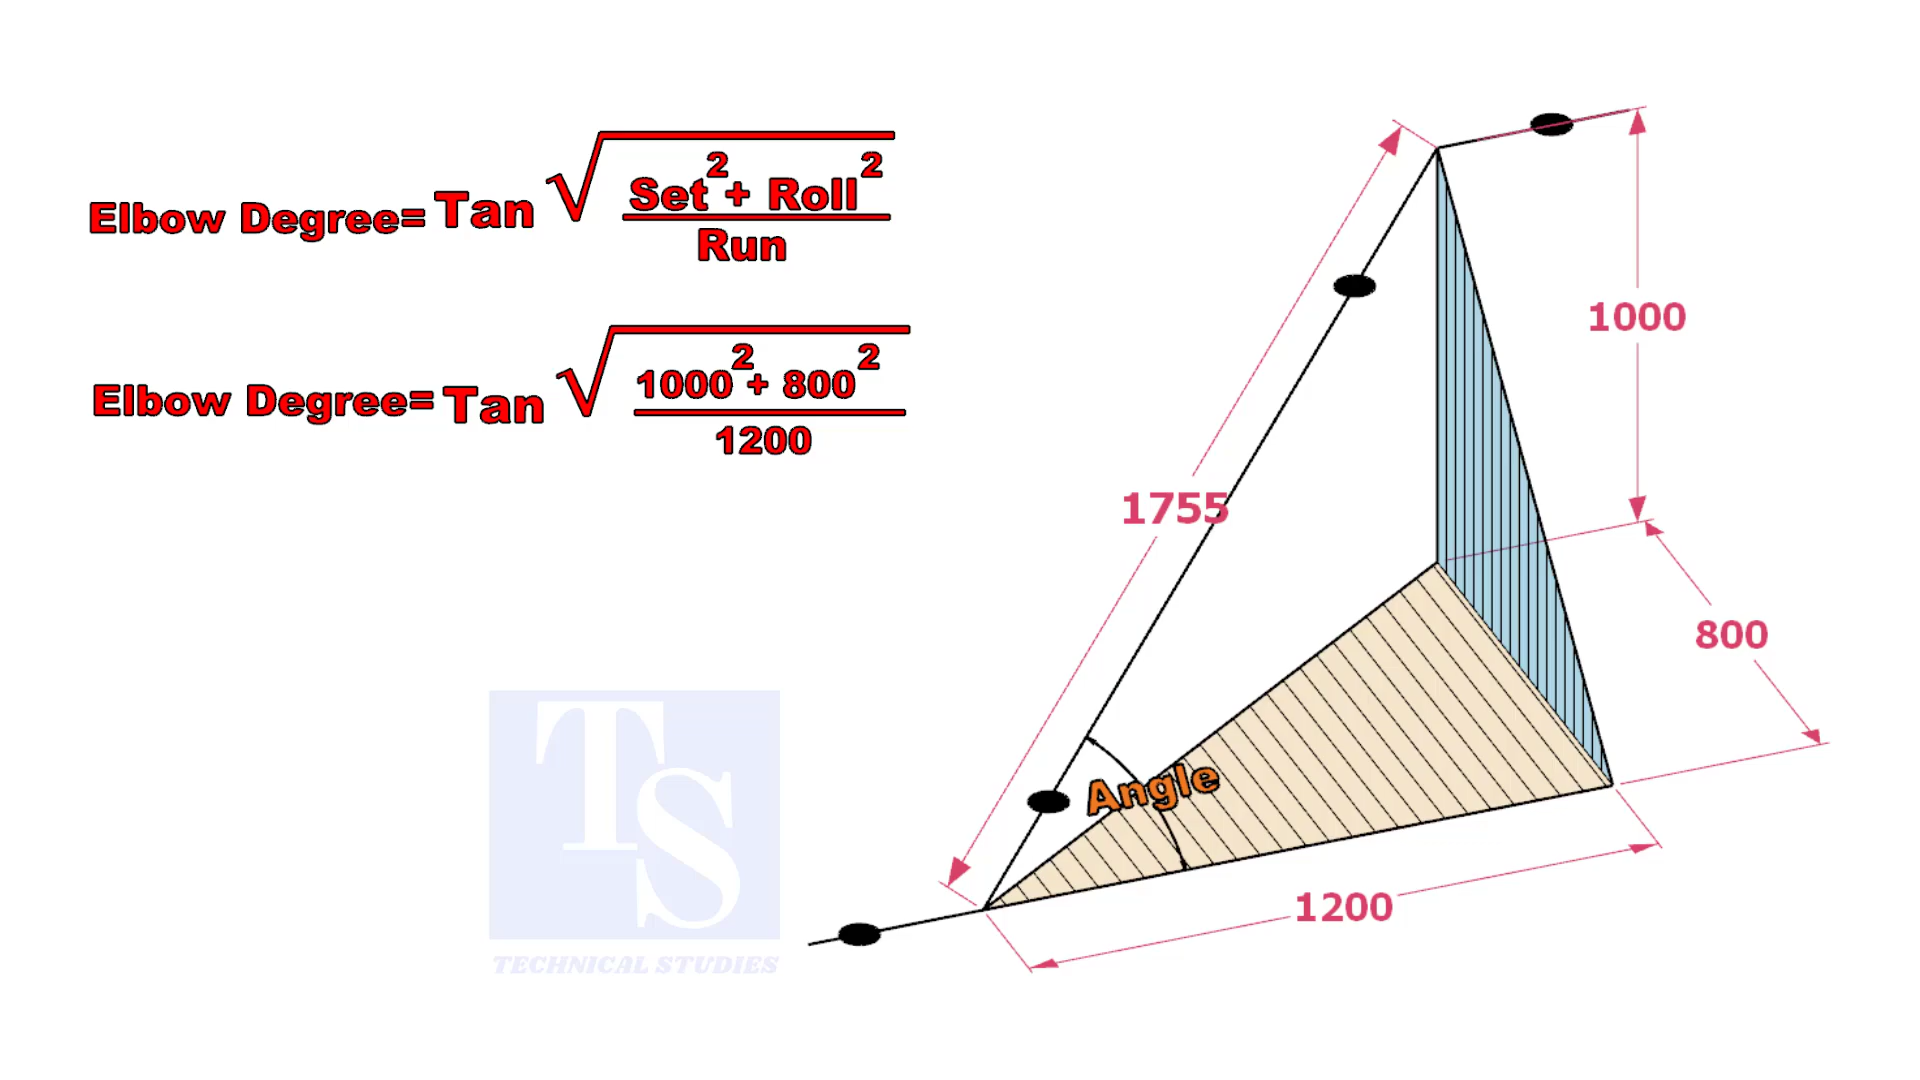 Elbow Degree= Tan √ Set² + Roll²
Run
Elbow Degree= Tan √ 1000² + 800²
1200
1000
1755
800
Angle
1200
TS
TECHNICAL STUDIES